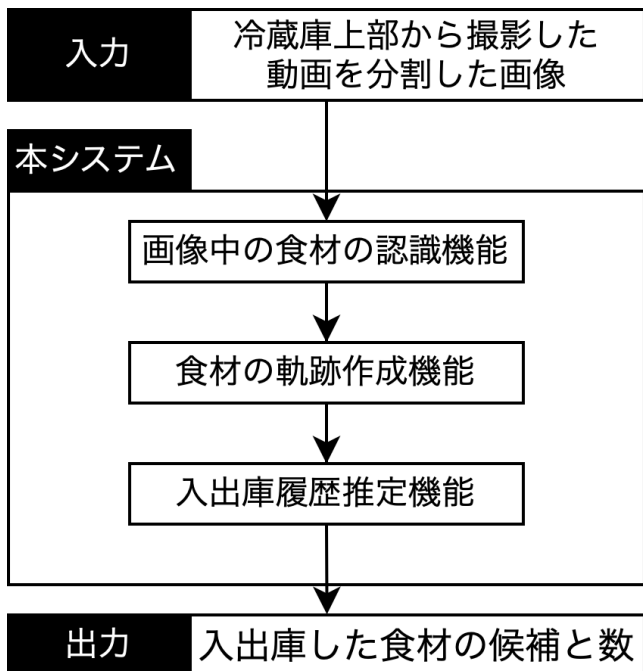 入力
冷蔵庫上部から撮影した
動画を分割した画像
本システム
画像中の食材の認識機能
食材の軌跡作成機能
入出庫履歴推定機能
出力
入出庫した食材の候補と数